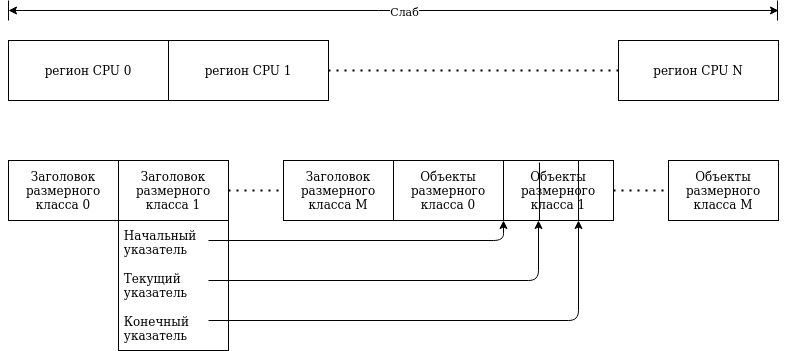 Слаб
регион CPU 0
регион CPU 1
регион CPU N
Заголовок
размерного
класса 0
Заголовок
размерного
класса 1
Заголовок
размерного
класса M
Объекты
размерного
класса 0
Объекты
размерного
класса 1
Объекты
размерного
класса M
Начальный
указатель
Текущий
указатель
Конечный
указатель